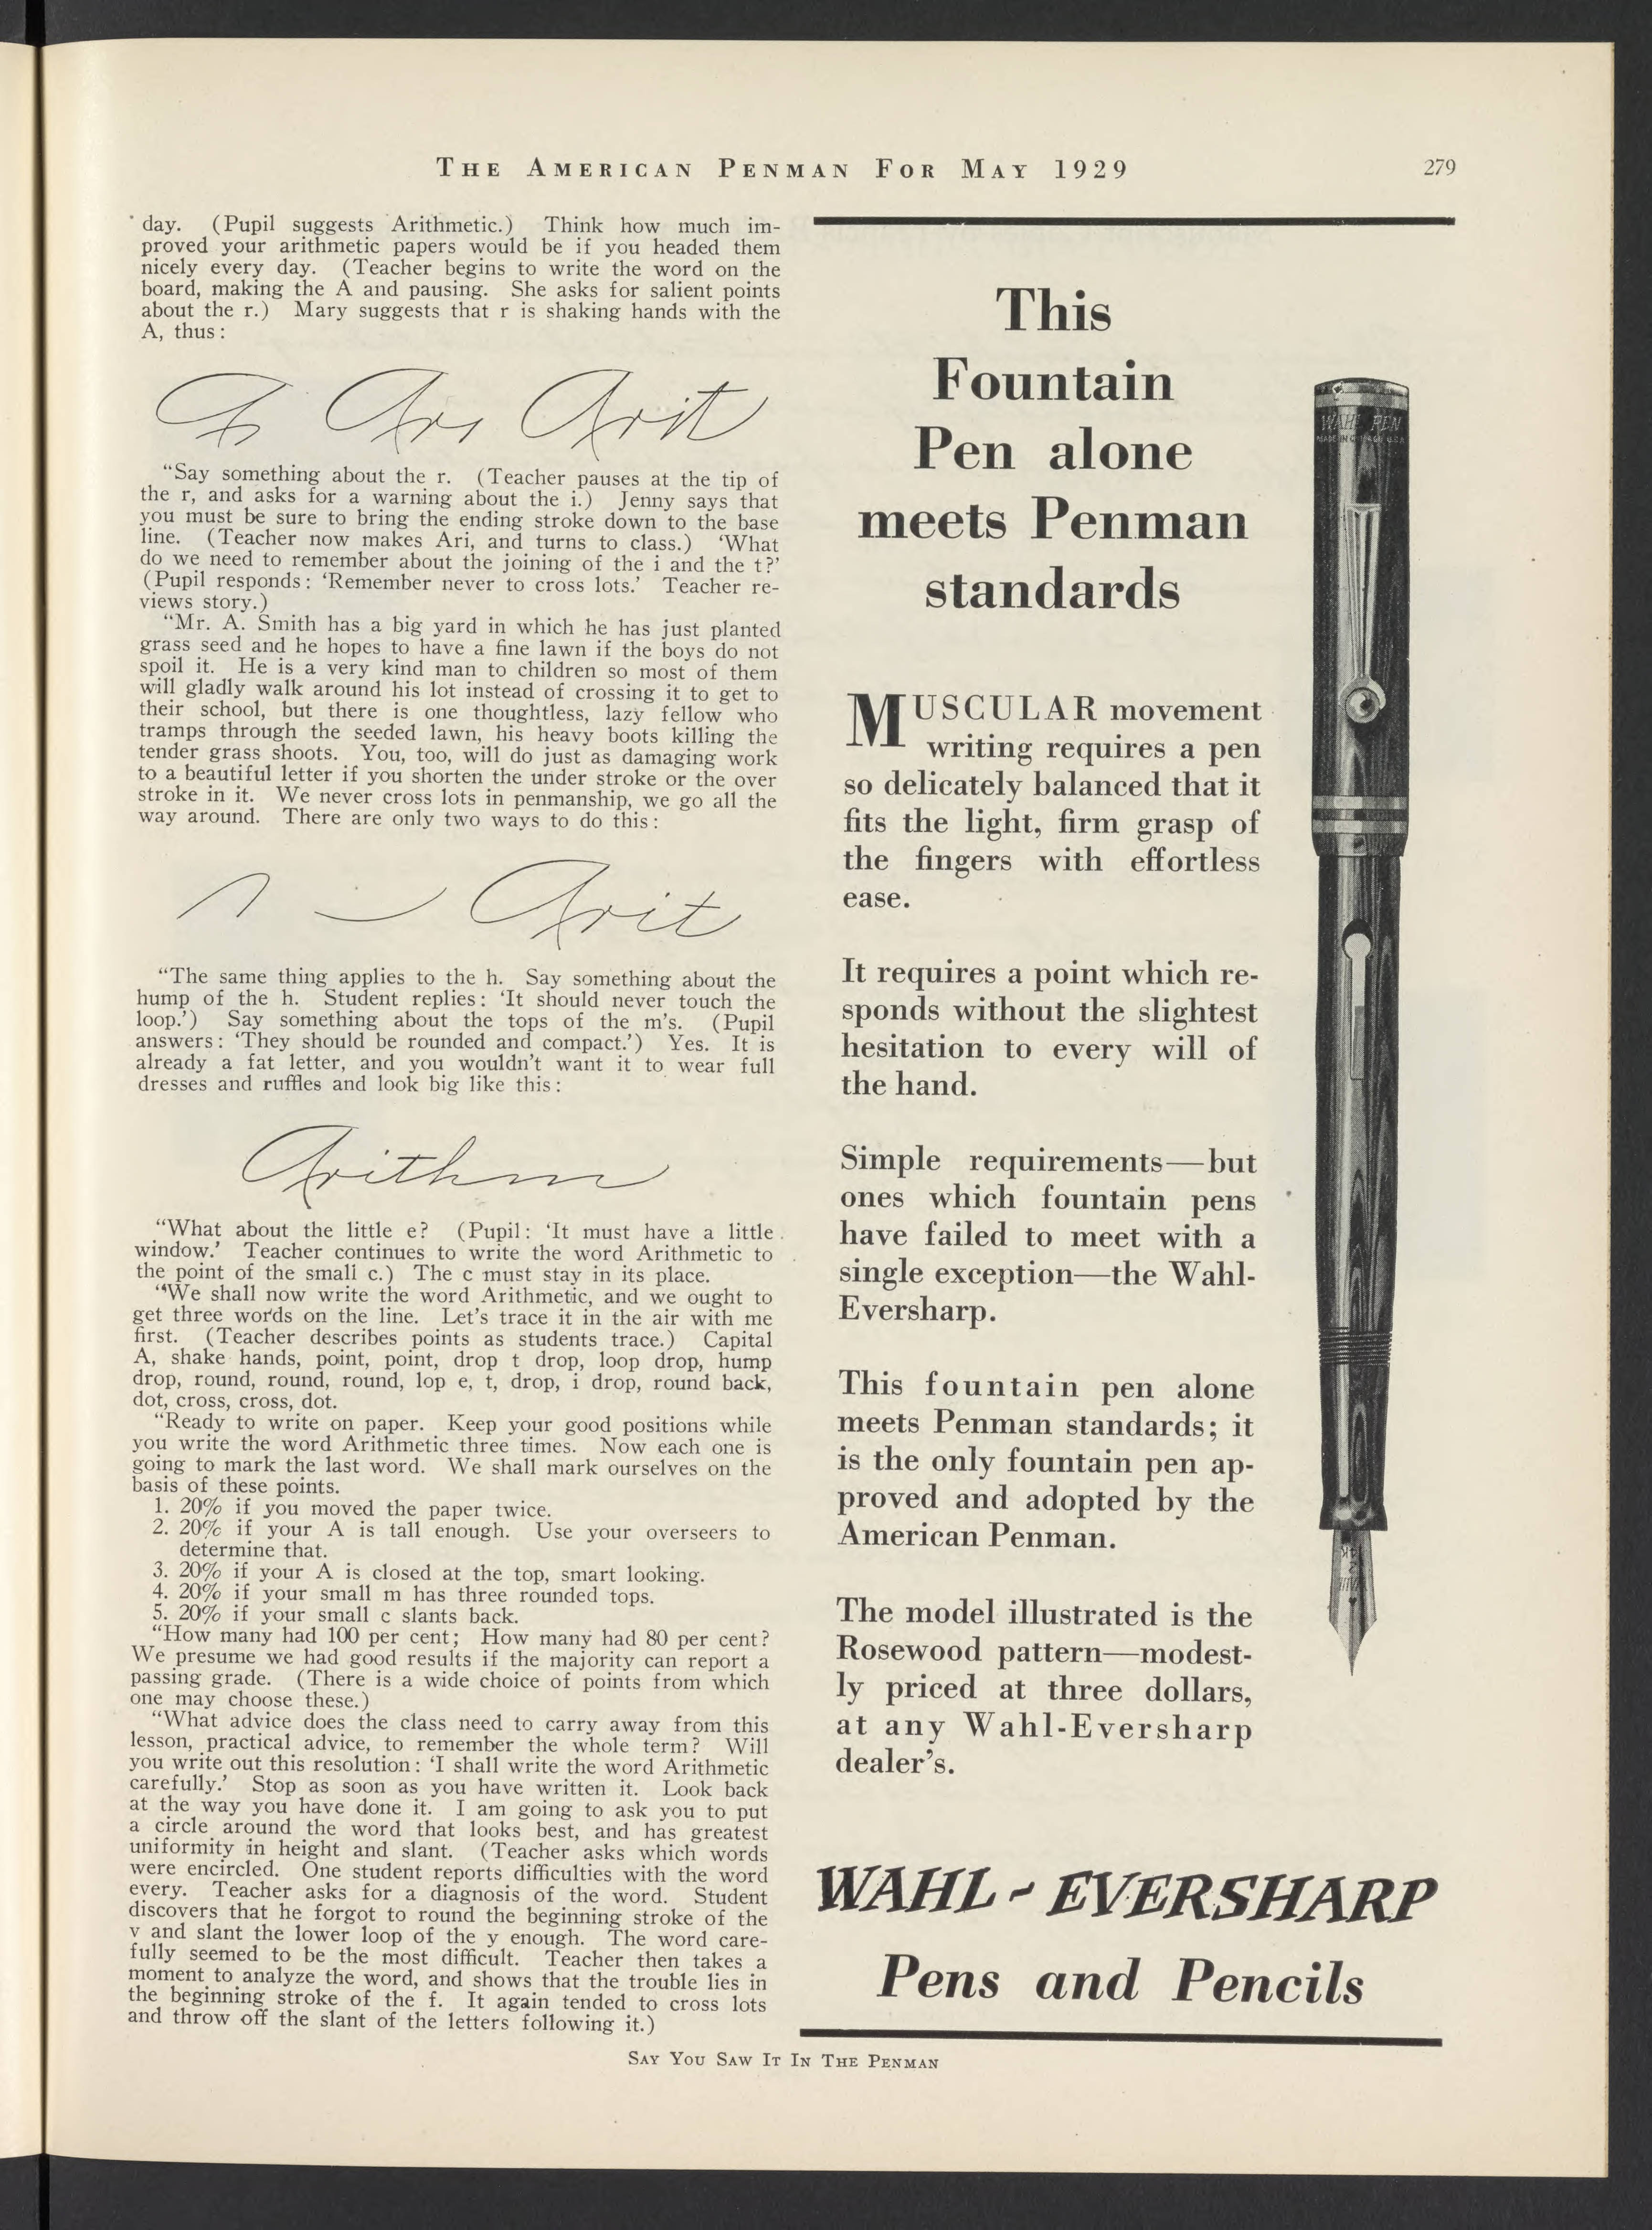 THE AMERICAN PENMAN FOR MAY 1929
279
day. (Pupil suggests Arithmetic.) Think how much im-
proved your arithmetic papers would be if you headed them
nicely every day. (Teacher begins to write the word on the
board, making the A and pausing. She asks for salient points
about the r.) Mary suggests that r is shaking hands with the
A, thus:
Ari Arit
"Say something about the r. (Teacher pauses at the tip of
the r, and asks for a warning about the i.) Jenny says that
you must be sure to bring the ending stroke down to the base
line. (Teacher now makes Ari, and turns to class.) 'What
do we need to remember about the joining of the i and the t?'
(Pupil responds: 'Remember never to cross lots.' Teacher re-
views story.)
"Mr. A. Smith has a big yard in which he has just planted
grass seed and he hopes to have a fine lawn if the boys do not
spoil it. He is a very kind man to children so most of them
will gladly walk around his lot instead of crossing it to get to
their school, but there is one thoughtless, lazy fellow who
tramps through the seeded lawn, his heavy boots killing the
tender grass shoots. You, too, will do just as damaging work
to a beautiful letter if you shorten the under stroke or the over
stroke in it. We never cross lots in penmanship, we go all the
way around. There are only two ways to do this:
Arit
"The same thing applies to the h. Say something about the
hump of the h. Student replies: 'It should never touch the
loop.') Say something about the tops of the m's. (Pupil
answers: 'They should be rounded and compact.') Yes. It is
already a fat letter, and you wouldn't want it to wear full
dresses and ruffles and look big like this:
Arithm
"What about the little e? (Pupil: 'It must have a little
window.' Teacher continues to write the word Arithmetic to
the point of the small c.) The c must stay in its place.
"We shall now write the word Arithmetic, and we ought to
get three words on the line. Let's trace it in the air with me
first. (Teacher describes points as students trace.) Capital
A, shake hands, point, point, drop t drop, loop drop, hump
drop, round, round, round, lop e, t, drop, i drop, round back,
dot, cross, cross, dot.
"Ready to write on paper. Keep your good positions while
you write the word Arithmetic three times. Now each one is
going to mark the last word. We shall mark ourselves on the
basis of these points.
1. 20% if you moved the paper twice.
2. 20% if your A is tall enough. Use your overseers to
determine that.
3. 20% if your A is closed at the top, smart looking.
4. 20% if your small m has three rounded tops.
5. 20% if your small c slants back.
"How many had 100 per cent; How many had 80 per cent?
We presume we had good results if the majority can report a
passing grade. (There is a wide choice of points from which
one may choose these.)
"What advice does the class need to carry away from this
lesson, practical advice, to remember the whole term? Will
you write out this resolution: 'I shall write the word Arithmetic
carefully.' Stop as soon as you have written it. Look back
at the way you have done it. I am going to ask you to put
a circle around the word that looks best, and has greatest
uniformity in height and slant. (Teacher asks which words
were encircled. One student reports difficulties with the word
every. Teacher asks for a diagnosis of the word. Student
discovers that he forgot to round the beginning stroke of the
v and slant the lower loop of the y enough. The word care-
fully seemed to be the most difficult. Teacher then takes a
moment to analyze the word, and shows that the trouble lies in
the beginning stroke of the f. It again tended to cross lots
and throw off the slant of the letters following it.)
This
Fountain
Pen alone
meets Penman
standards
MUSCULAR movement
writing requires a pen
so delicately balanced that it
fits the light, firm grasp of
the fingers with effortless
ease.
It requires a point which re-
sponds without the slightest
hesitation to every will of
the hand.
Simple requirements—but
ones which fountain pens
have failed to meet with a
single exception—the Wahl-
Eversharp.
This fountain pen alone
meets Penman standards; it
is the only fountain pen ap-
proved and adopted by the
American Penman.
The model illustrated is the
Rosewood pattern—modest-
ly priced at three dollars,
at any Wahl-Eversharp
dealer's.
WAHL PEN
MADE IN CHICAGO U.S.A.
WAHL-EVERSHARP
Pens and Pencils
SAY YOU SAW IT IN THE PENMAN